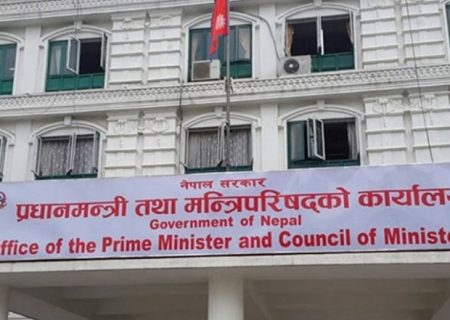 नेपाल सरकार
प्रधानमन्त्री तथा मन्त्रिपरिषद्को कार्यालय
Government of Nepal
ffice of the Prime Minister and Council of Ministe